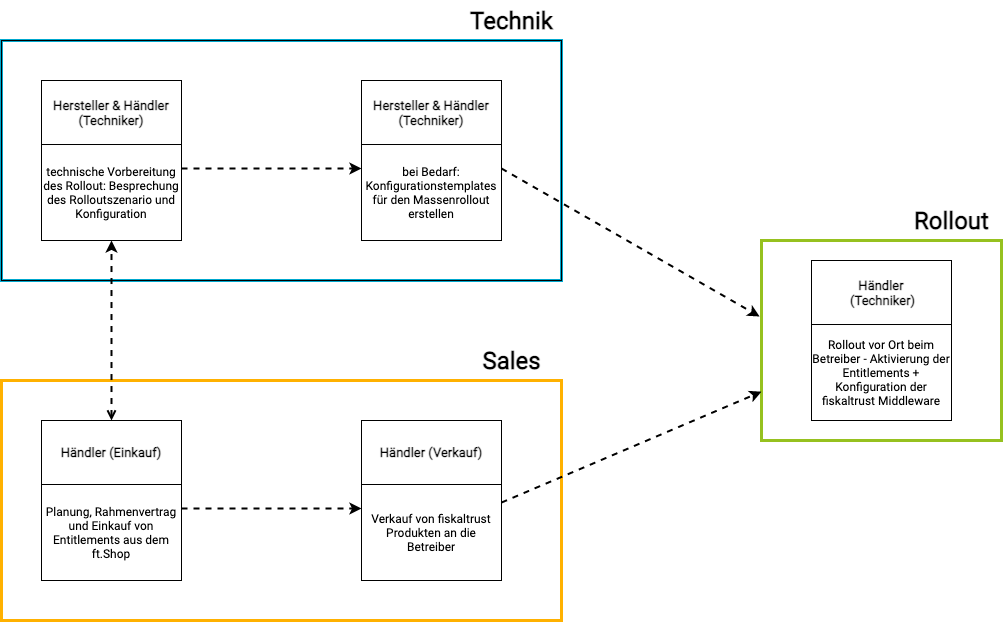 Technik
Hersteller & Händler
(Techniker)
technische Vorbereitung
des Rollout: Besprechung
des Rolloutszenario und
Konfiguration
Hersteller & Händler
(Techniker)
bei Bedarf:
Konfigurationstemplates
für den Massenrollout
erstellen
Rollout
Händler
(Techniker)
Rollout vor Ort beim
Betreiber - Aktivierung der
Entitlements +
Konfiguration der
fiskaltrust Middleware
Sales
Händler (Einkauf)
Planung, Rahmenvertrag
und Einkauf von
Entitlements aus dem
ft.Shop
Händler (Verkauf)
Verkauf von fiskaltrust
Produkten an die
Betreiber